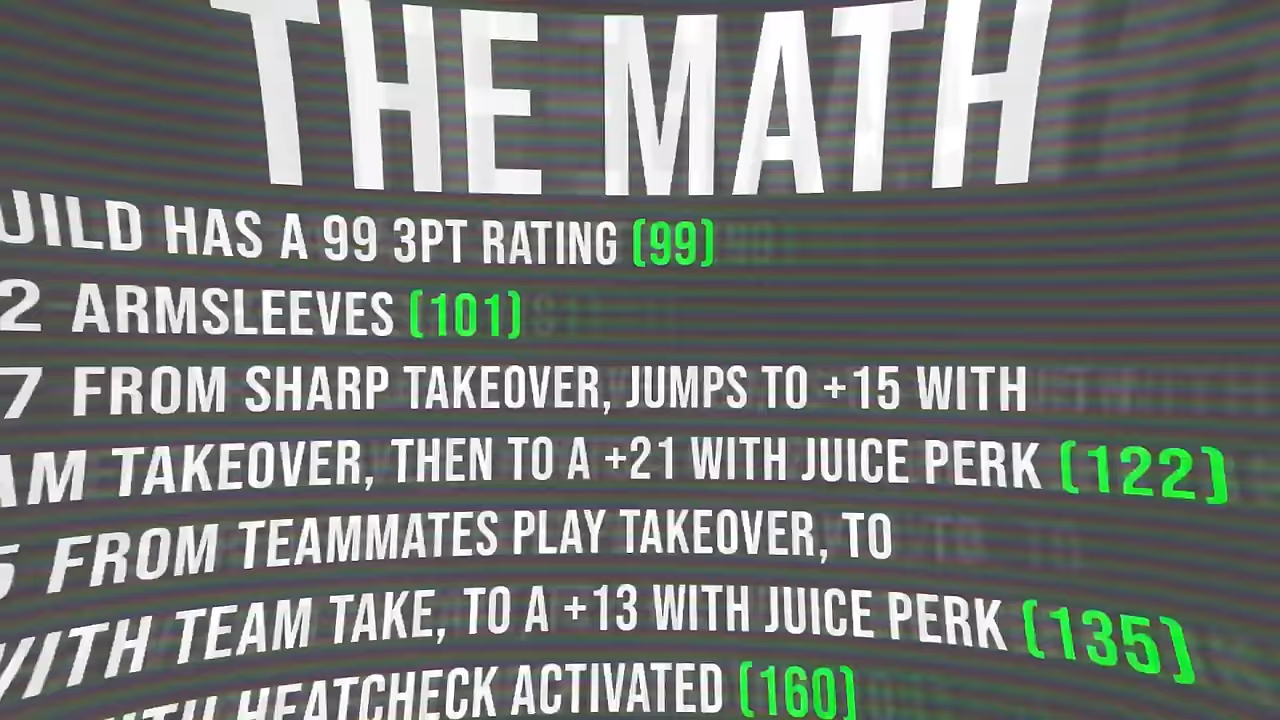 THE MATH
UILD HAS A 99 3PT RATING (99)
2 ARMSLEEVES (101)
7 FROM SHARP TAKEOVER, JUMPS TO +15 WITH
AM TAKEOVER, THEN TO A +21 WITH JUICE PERK (122)
5 FROM TEAMMATES PLAY TAKEOVER, TO
WITH TEAM TAKE, TO A +13 WITH JUICE PERK (135)
WITH HEATCHECK ACTIVATED (160)